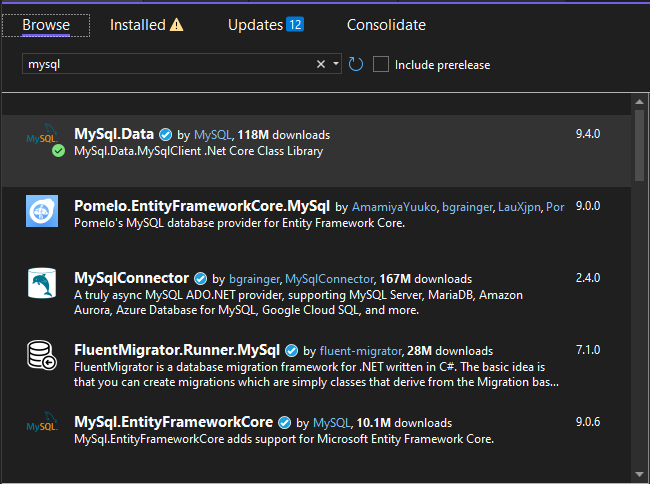 Browse Installed Updates 12 Consolidate
mysql Include prerelease
MySQL MySql.Data by MySQL, 118M downloads 9.4.0
MySql.Data.MySqlClient .Net Core Class Library
Pomelo.EntityFrameworkCore.MySql by AmamiyaYuuko, bgrainger, LauXjpn, Por 9.0.0
Pomelo's MySQL database provider for Entity Framework Core.
MySqlConnector by bgrainger, MySqlConnector, 167M downloads 2.4.0
A truly async MySQL ADO.NET provider, supporting MySQL Server, MariaDB, Amazon
Aurora, Azure Database for MySQL, Google Cloud SQL, and more.
FluentMigrator.Runner.MySql by fluent-migrator, 28M downloads 7.1.0
FluentMigrator is a database migration framework for .NET written in C#. The basic idea is
that you can create migrations which are simply classes that derive from the Migration bas...
MySQL MySql.EntityFrameworkCore by MySQL, 10.1M downloads 9.0.6
MySql.EntityFrameworkCore adds support for Microsoft Entity Framework Core.